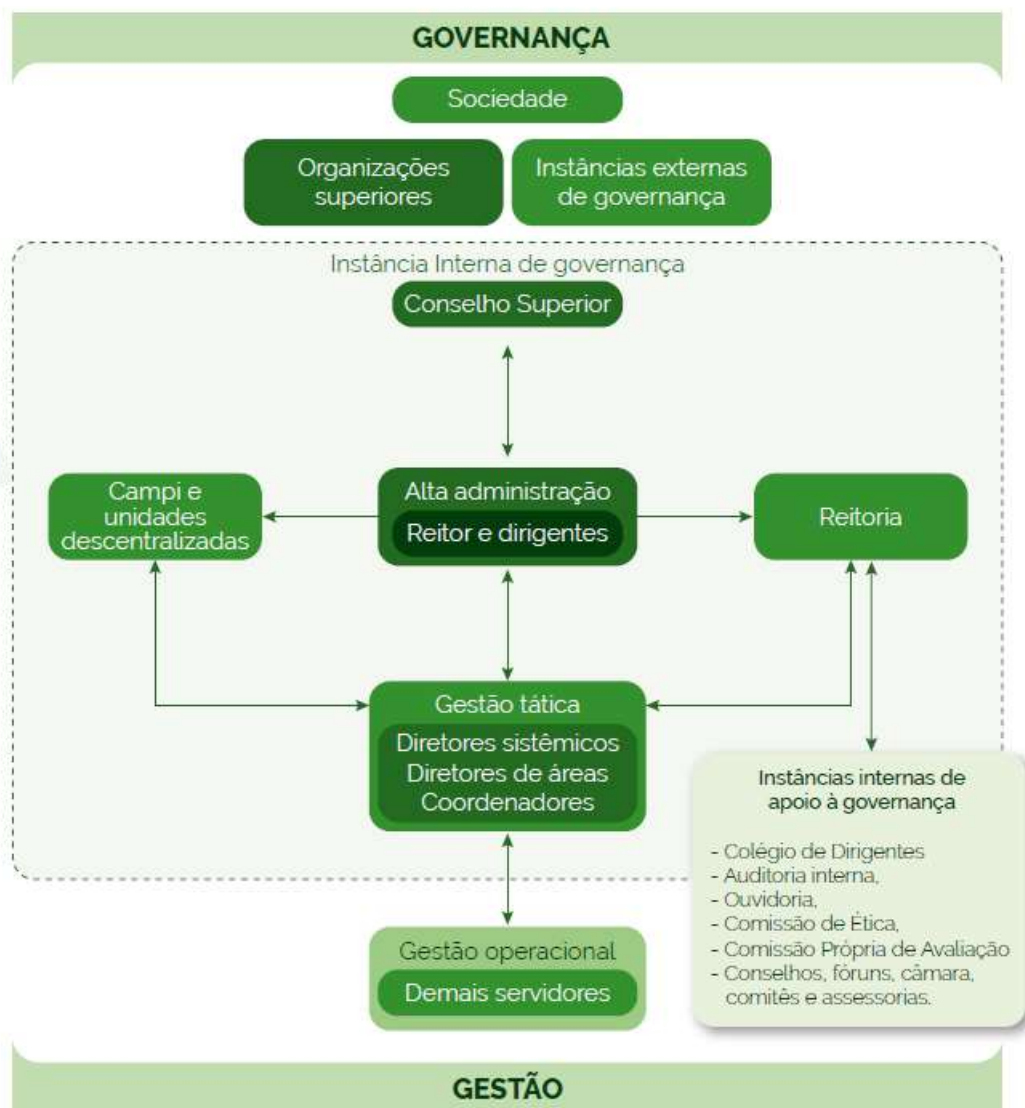 GOVERNANÇA
Sociedade
Organizações
superiores
Instâncias externas
de governança
Instância Interna de governança
Conselho Superior
Campi e
unidades
descentralizadas
Alta administração
Reitor e dirigentes
Reitoria
Gestão tática
Diretores sistêmicos
Diretores de áreas
Coordenadores
Instâncias internas de
apoio à governança
- Colégio de Dirigentes
- Auditoria interna,
- Ouvidoria,
- Comissão de Ética,
- Comissão Própria de Avaliação
- Conselhos, fóruns, câmara,
comitês e assessorias.
Gestão operacional
Demais servidores
GESTÃO